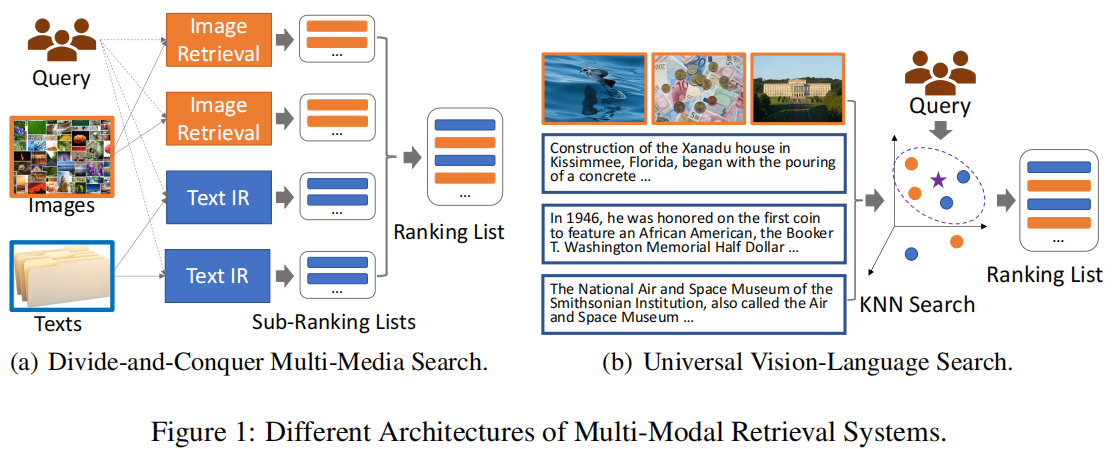 Query
Images
Texts
Image
Retrieval
...
Image
Retrieval
...
Text IR
...
Text IR
...
Sub-Ranking Lists
...
Ranking List
(a) Divide-and-Conquer Multi-Media Search.
Construction of the Xanadu house in
Kissimmee, Florida, began with the pouring
of a concrete ...
In 1946, he was honored on the first coin
to feature an African American, the Booker
T. Washington Memorial Half Dollar ...
The National Air and Space Museum of the
Smithsonian Institution, also called the Air
and Space Museum ...
Query
KNN Search
...
Ranking List
(b) Universal Vision-Language Search.
Figure 1: Different Architectures of Multi-Modal Retrieval Systems.